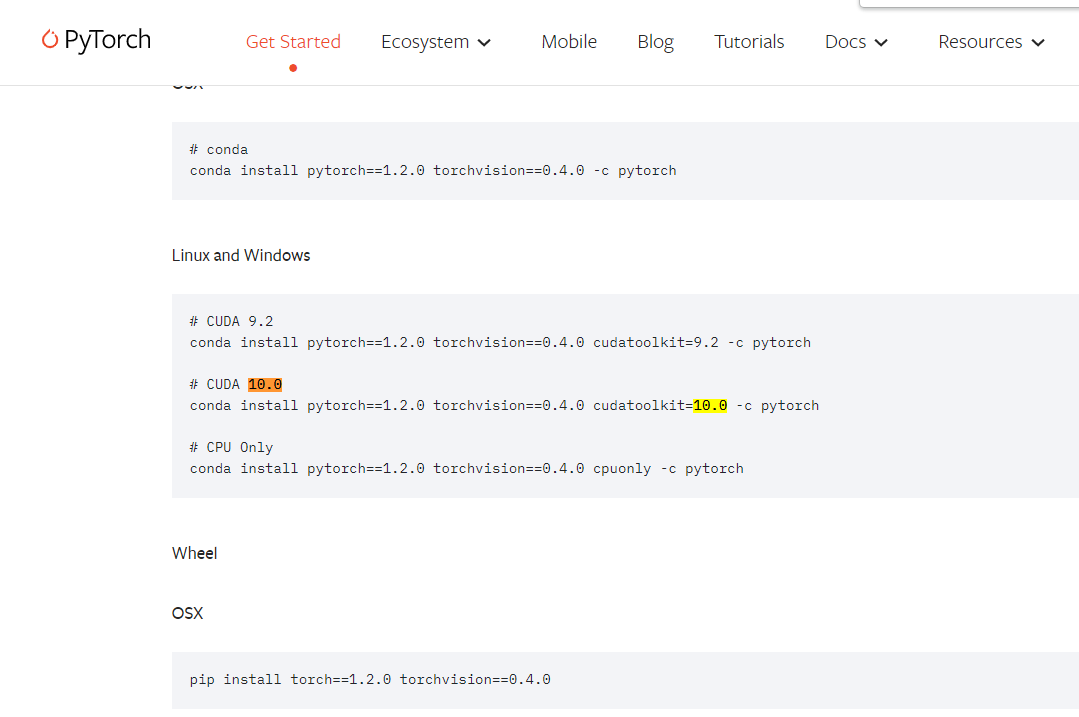 PyTorch
Get Started Ecosystem Mobile Blog Tutorials Docs Resources
OSX
# conda
conda install pytorch==1.2.0 torchvision==0.4.0 -c pytorch
Linux and Windows
# CUDA 9.2
conda install pytorch==1.2.0 torchvision==0.4.0 cudatoolkit=9.2 -c pytorch
# CUDA 10.0
conda install pytorch==1.2.0 torchvision==0.4.0 cudatoolkit=10.0 -c pytorch
# CPU Only
conda install pytorch==1.2.0 torchvision==0.4.0 cpuonly -c pytorch
Wheel
OSX
pip install torch==1.2.0 torchvision==0.4.0